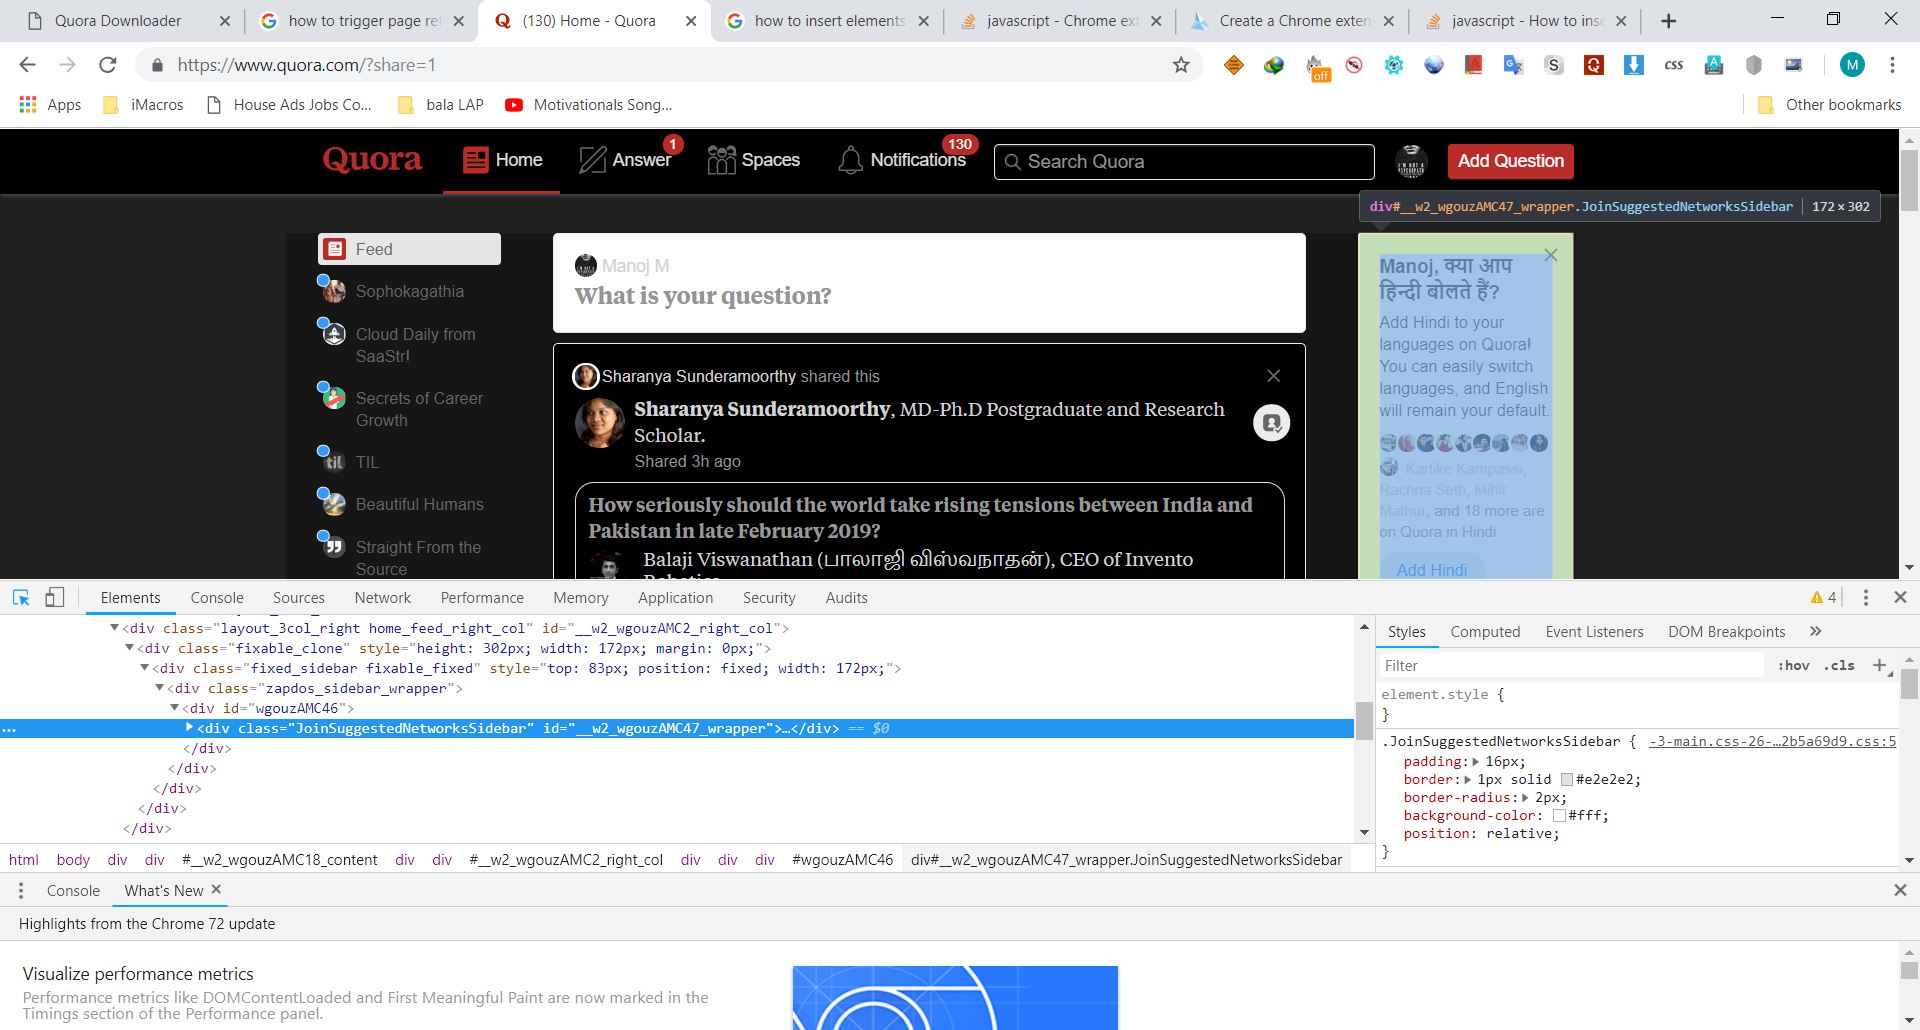 Quora Downloader
how to trigger page ref
(130) Home - Quora
how to insert elements
javascript - Chrome ext
Create a Chrome exten
javascript - How to inse
https://www.quora.com/?share=1
off
css
M
Apps
iMacros
House Ads Jobs Co...
bala LAP
Motivationals Song...
Other bookmarks
Quora
Home
Answer
1
Spaces
Notifications
130
Search Quora
Add Question
div#__w2_wgouzAMC47_wrapper.JoinSuggestedNetworksSidebar
172 × 302
Feed
Sophokagathia
Cloud Daily from
SaaStr!
Secrets of Career
Growth
TIL
Beautiful Humans
Straight From the
Source
Manoj M
What is your question?
Sharanya Sunderamoorthy shared this
Sharanya Sunderamoorthy, MD-Ph.D Postgraduate and Research
Scholar.
Shared 3h ago
How seriously should the world take rising tensions between India and
Pakistan in late February 2019?
Balaji Viswanathan (பாலாஜி விஸ்வநாதன்), CEO of Invento
Robotics
Manoj, क्या आप
हिन्दी बोलते हैं?
Add Hindi to your
languages on Quora!
You can easily switch
languages, and English
will remain your default.
Kartike Kampassi,
Rachna Seth, Mihir
Mathur, and 18 more are
on Quora in Hindi
Add Hindi
Elements
Console
Sources
Network
Performance
Memory
Application
Security
Audits
4
<div class="layout_3col_right home_feed_right_col" id="__w2_wgouzAMC2_right_col">
<div class="fixable_clone" style="height: 302px; width: 172px; margin: 0px;">
<div class="fixed_sidebar fixable_fixed" style="top: 83px; position: fixed; width: 172px;">
<div class="zapdos_sidebar_wrapper">
<div id="wgouzAMC46">
<div class="JoinSuggestedNetworksSidebar" id="__w2_wgouzAMC47_wrapper">…</div> == $0
</div>
</div>
</div>
</div>
</div>
html body div div #__w2_wgouzAMC18_content div div #__w2_wgouzAMC2_right_col div div div #wgouzAMC46 div#__w2_wgouzAMC47_wrapper.JoinSuggestedNetworksSidebar
Styles
Computed
Event Listeners
DOM Breakpoints
»
Filter
:hov
.cls
+
element.style {
}
.JoinSuggestedNetworksSidebar { -3-main.css-26-…2b5a69d9.css:5
padding: 16px;
border: 1px solid #e2e2e2;
border-radius: 2px;
background-color: #fff;
position: relative;
}
Console
What's New
Highlights from the Chrome 72 update
Visualize performance metrics
Performance metrics like DOMContentLoaded and First Meaningful Paint are now marked in the
Timings section of the Performance panel.